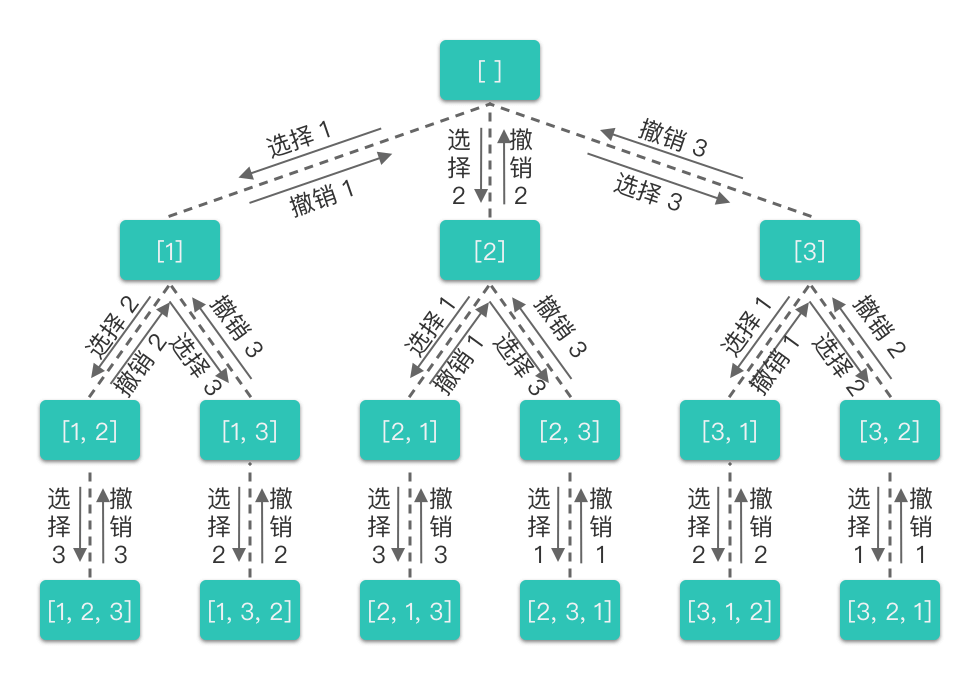 [ ]
选择 1
撤销 1
选择 2
撤销 2
撤销 3
选择 3
[1]
[2]
[3]
选择 2
撤销 2
选择 3
撤销 3
选择 1
撤销 1
选择 3
撤销 3
选择 1
撤销 1
选择 2
撤销 2
[1, 2]
[1, 3]
[2, 1]
[2, 3]
[3, 1]
[3, 2]
选择 3
撤销 3
选择 2
撤销 2
选择 3
撤销 3
选择 1
撤销 1
选择 2
撤销 2
选择 1
撤销 1
[1, 2, 3]
[1, 3, 2]
[2, 1, 3]
[2, 3, 1]
[3, 1, 2]
[3, 2, 1]